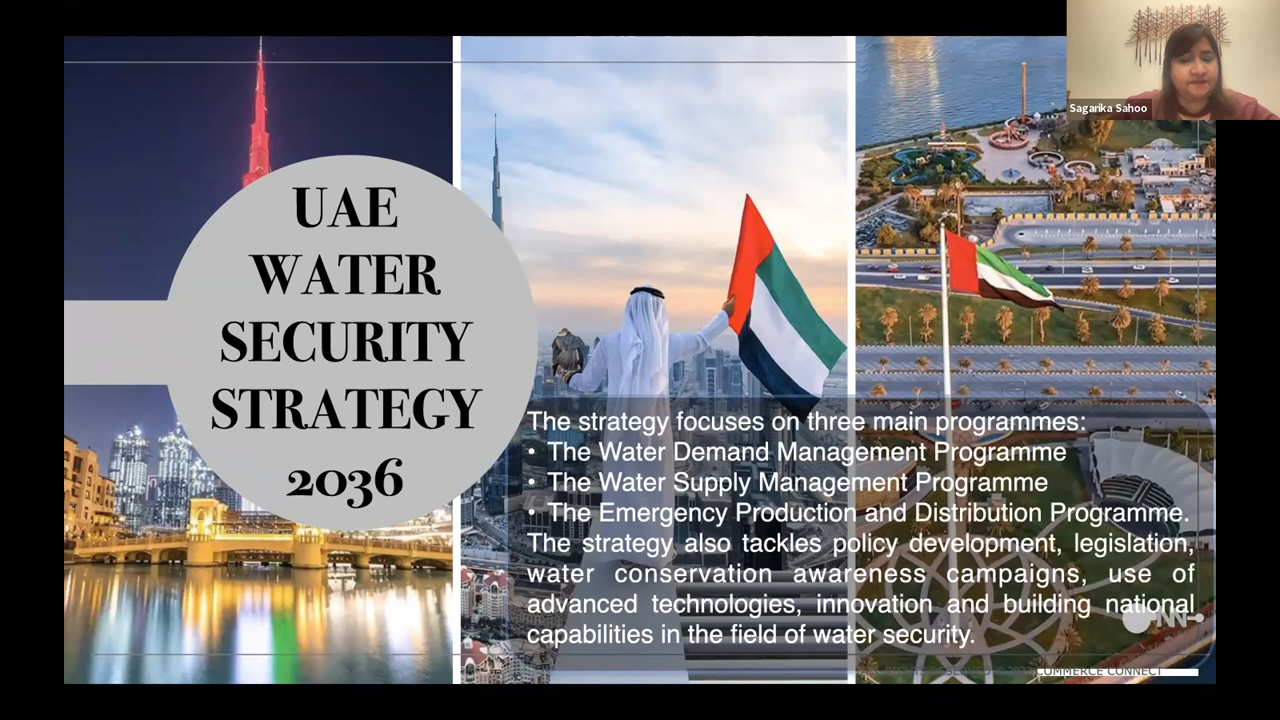 Sagarika Sahoo
UAE
WATER
SECURITY
STRATEGY
2036
The strategy focuses on three main programmes:
• The Water Demand Management Programme
• The Water Supply Management Programme
• The Emergency Production and Distribution Programme.
The strategy also tackles policy development, legislation,
water conservation awareness campaigns, use of
advanced technologies, innovation and building national
capabilities in the field of water security.
COMMERCE CONNECT